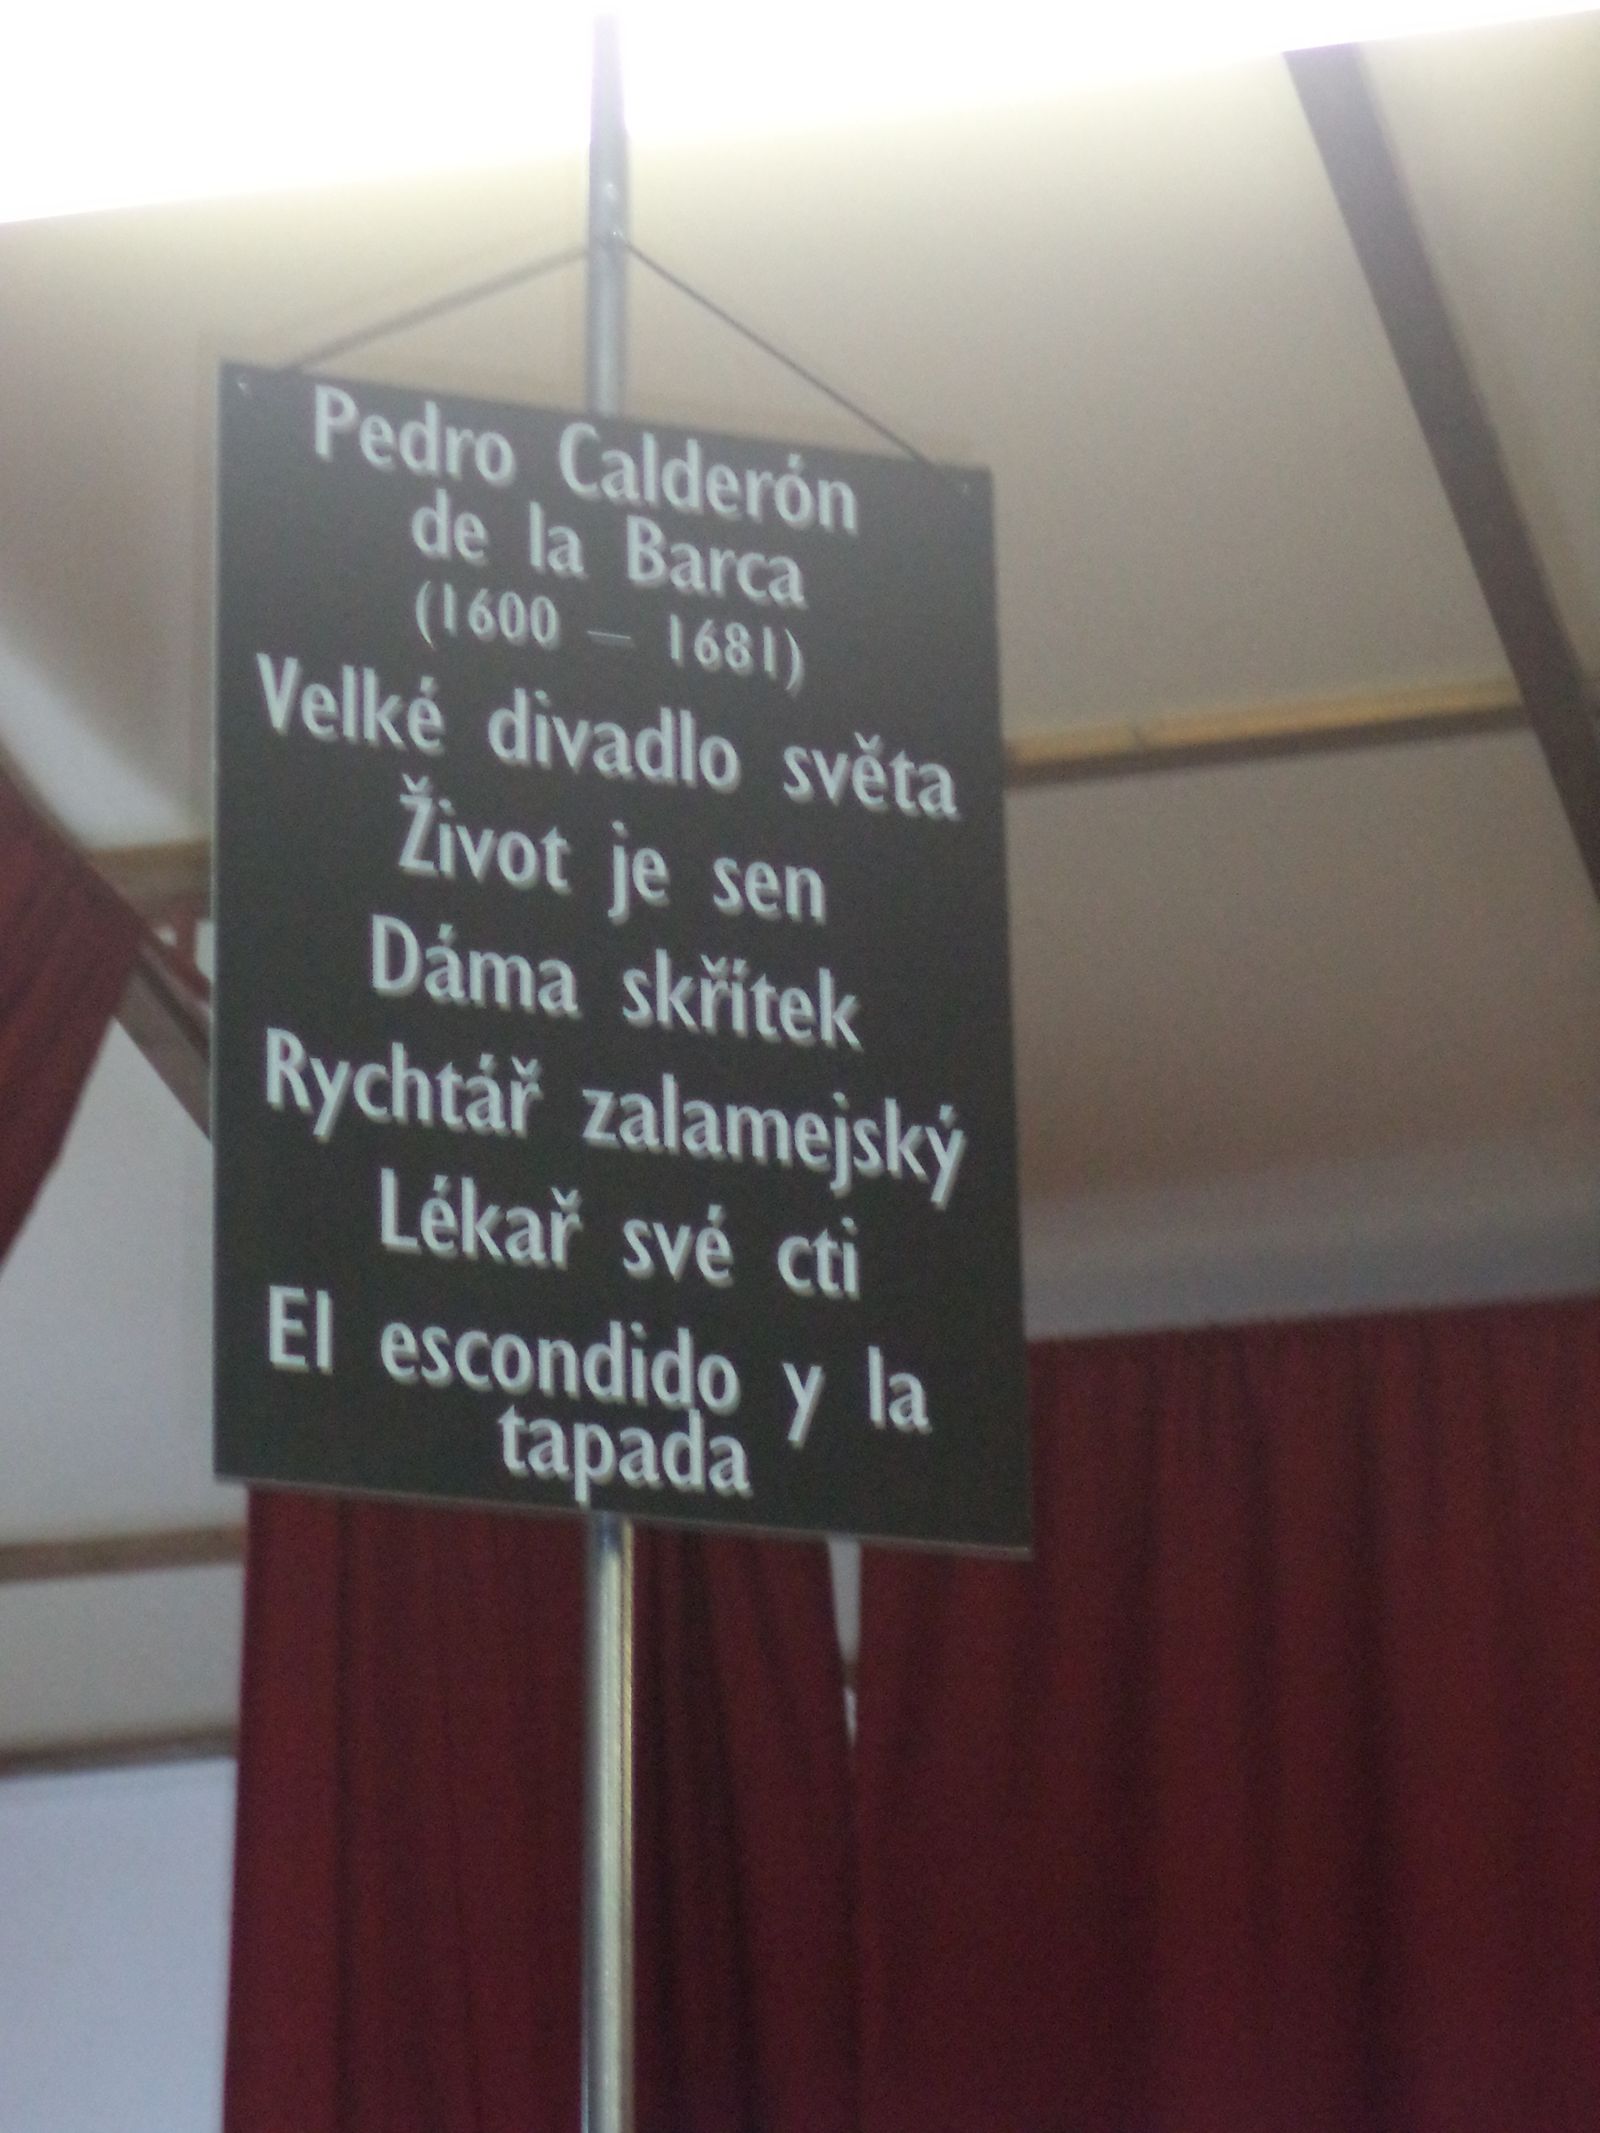 Pedro Calderón
de la Barca
(1600 – 1681)
Velké divadlo světa
Život je sen
Dáma skřítek
Rychtář zalamejský
Lékař své cti
El escondido y la
tapada